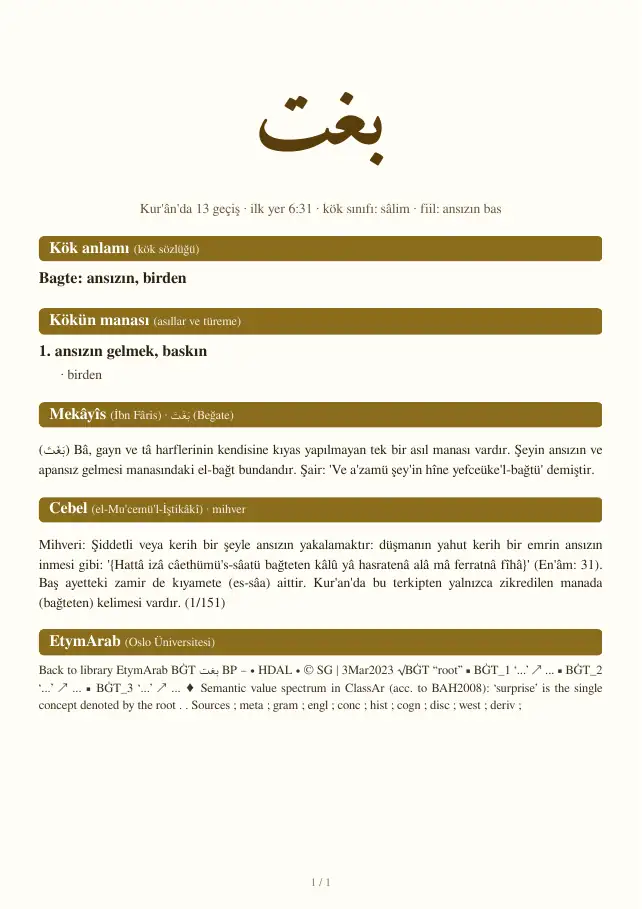 بغت
Kur'ân'da 13 geçiş · ilk yer 6:31 · kök sınıfı: sâlim · fiil: ansızın bas
Kök anlamı (kök sözlüğü)
Bagte: ansızın, birden
Kökün manası (asıllar ve türeme)
1. ansızın gelmek, baskın
· birden
Mekâyîs (İbn Fâris) · بَغَتَ (Beğate)
(بَغَتَ) Bâ, gayn ve tâ harflerinin kendisine kıyas yapılmayan tek bir asıl manası vardır. Şeyin ansızın ve
apansız gelmesi manasındaki el-bağt bundandır. Şair: 'Ve a'zamü şey'in hîne yefceüke'l-bağtü' demiştir.
Cebel (el-Mu'cemü'l-İştikâkî) · mihver
Mihveri: Şiddetli veya kerih bir şeyle ansızın yakalamaktır: düşmanın yahut kerih bir emrin ansızın
inmesi gibi: '{Hattâ izâ câethümü's-sâatü bağteten kâlû yâ hasratenâ alâ mâ ferratnâ fîhâ}' (En'âm: 31).
Baş ayetteki zamir de kıyamete (es-sâa) aittir. Kur'an'da bu terkipten yalnızca zikredilen manada
(bağteten) kelimesi vardır. (1/151)
EtymArab (Oslo Üniversitesi)
Back to library EtymArab BĠT بغت BP – • HDAL • © SG | 3Mar2023 √BĠT “root” ▪ BĠT_1 ‘...’ ↗ ... ▪ BĠT_2
‘...’ ↗ ... ▪ BĠT_3 ‘...’ ↗ ... ♦ Semantic value spectrum in ClassAr (acc. to BAH2008): ‘surprise’ is the single
concept denoted by the root . . Sources ; meta ; gram ; engl ; conc ; hist ; cogn ; disc ; west ; deriv ;
1 / 1